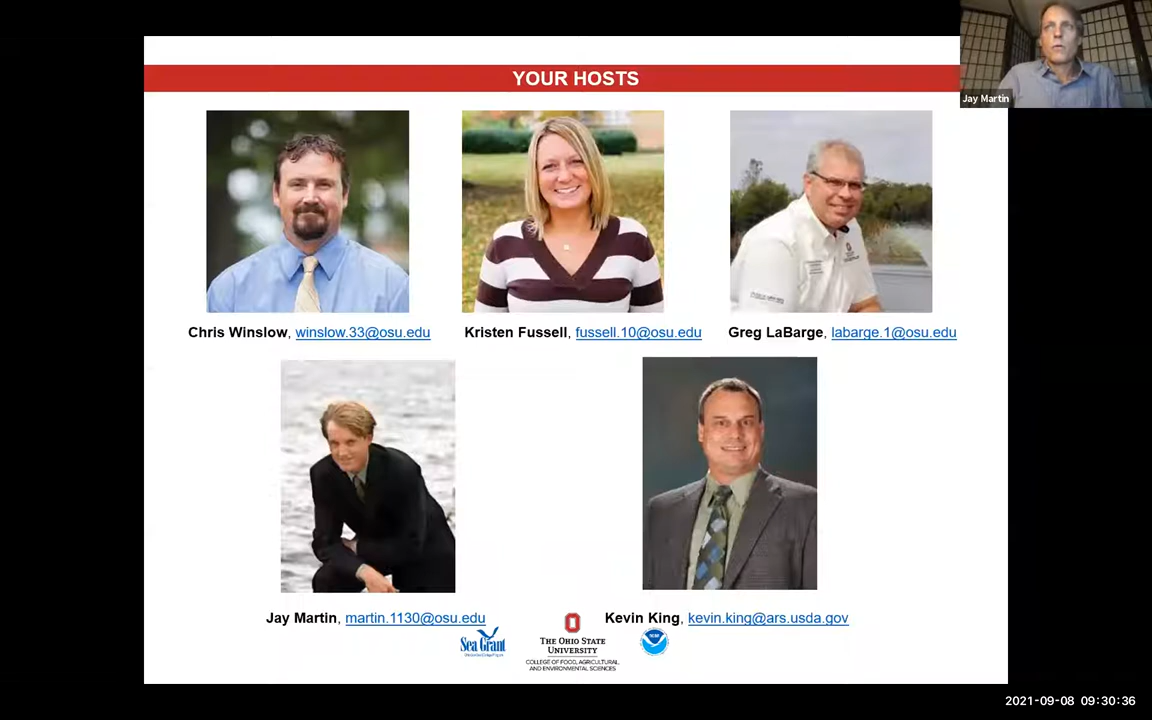 YOUR HOSTS
Jay Martin
Chris Winslow, winslow.33@osu.edu
Kristen Fussell, fussell.10@osu.edu
Greg LaBarge, labarge.1@osu.edu
Jay Martin, martin.1130@osu.edu
Kevin King, kevin.king@ars.usda.gov
Sea Grant
THE OHIO STATE
UNIVERSITY
COLLEGE OF FOOD, AGRICULTURAL,
AND ENVIRONMENTAL SCIENCES
2021-09-08 09:30:36